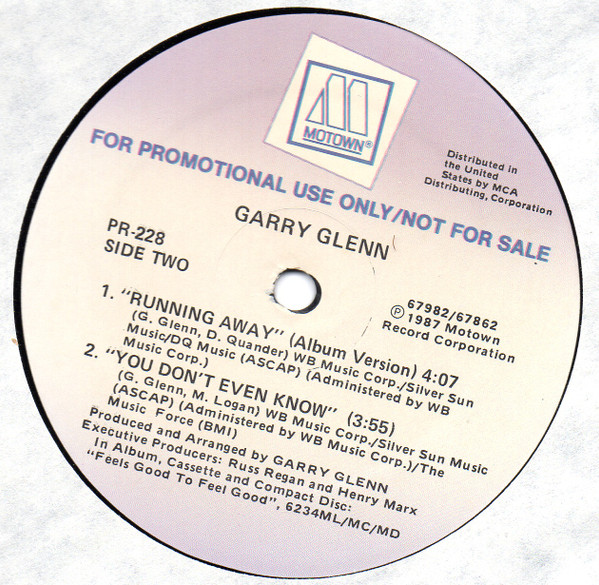 MOTOWN®
Distributed in
the United
States by MCA
Distributing, Corporation
FOR PROMOTIONAL USE ONLY/NOT FOR SALE
GARRY GLENN
PR-228
SIDE TWO
67982/67862
℗ 1987 Motown
Record Corporation
1. "RUNNING AWAY" (Album Version) 4:07
(G. Glenn, D. Quander) WB Music Corp./Silver Sun
Music/DQ Music (ASCAP) (Administered by WB
Music Corp.)
2. "YOU DON'T EVEN KNOW" (3:55)
(G. Glenn, M. Logan) WB Music Corp./Silver Sun Music
(ASCAP) (Administered by WB Music Corp.)/The
Music Force (BMI)
Produced and Arranged by GARRY GLENN
Executive Producers: Russ Regan and Henry Marx
In Album, Cassette and Compact Disc:
"Feels Good To Feel Good", 6234ML/MC/MD